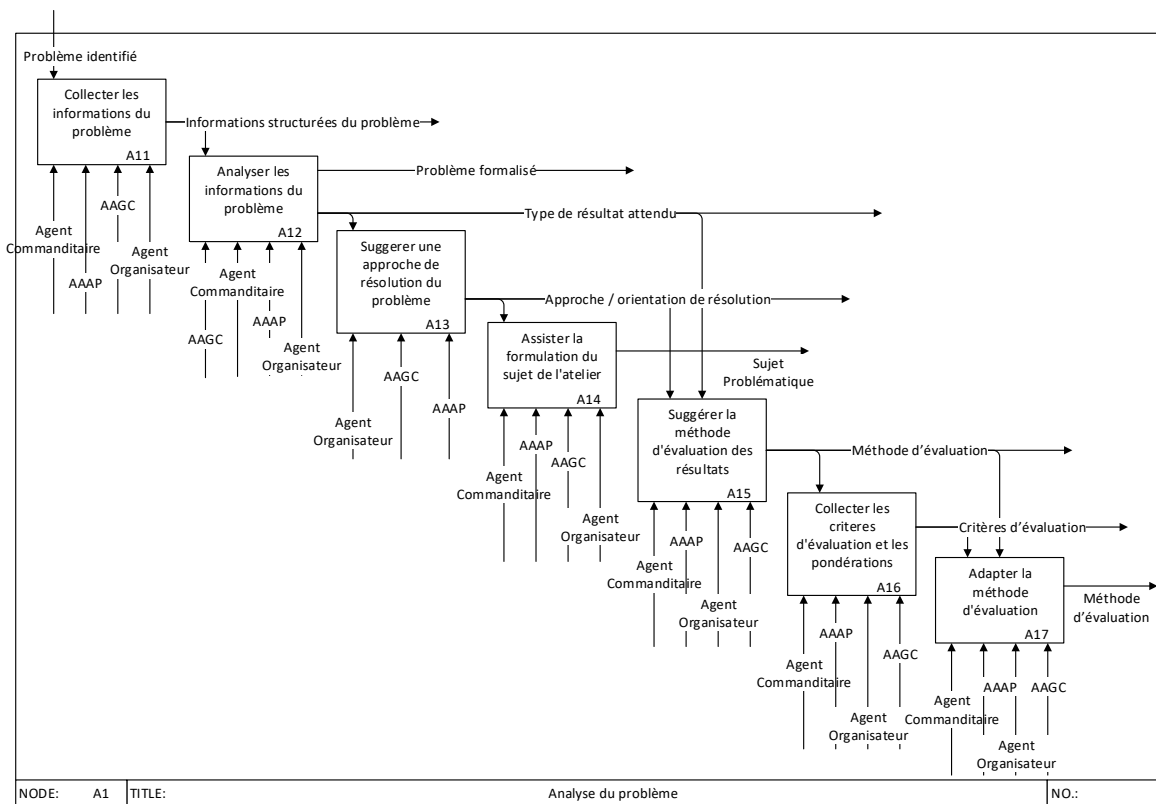 Problème identifié
Collecter les
informations du
problème
A11
Informations structurées du problème
Agent
Commanditaire
AAAP
AAGC
Agent
Organisateur
Analyser les
informations du
problème
A12
Problème formalisé
Type de résultat attendu
AAGC
Agent
Commanditaire
AAAP
Agent
Organisateur
Suggerer une
approche de
résolution du
problème
A13
Approche / orientation de résolution
Agent
Organisateur
AAGC
AAAP
Assister la
formulation du
sujet de l'atelier
A14
Sujet
Problématique
Agent
Commanditaire
AAAP
AAGC
Agent
Organisateur
Suggérer la
méthode
d'évaluation des
résultats
A15
Méthode d’évaluation
Agent
Commanditaire
AAAP
Agent
Organisateur
AAGC
Collecter les
criteres
d'évaluation et les
pondérations
A16
Critères d’évaluation
Agent
Commanditaire
AAAP
Agent
Organisateur
AAGC
Adapter la
méthode
d'évaluation
A17
Méthode
d’évaluation
Agent
Commanditaire
AAAP
Agent
Organisateur
AAGC
NODE: A1 TITLE: Analyse du problème NO.: